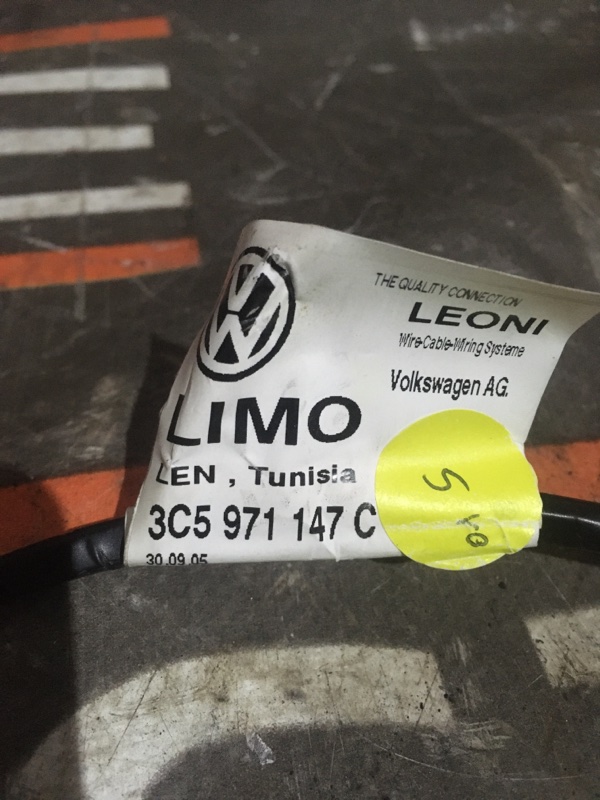 THE QUALITY CONNECTION
LEONI
Wire-Cable-Wiring Systeme
Volkswagen AG.
LIMO
LEN , Tunisia
3C5 971 147 C
30.09.05